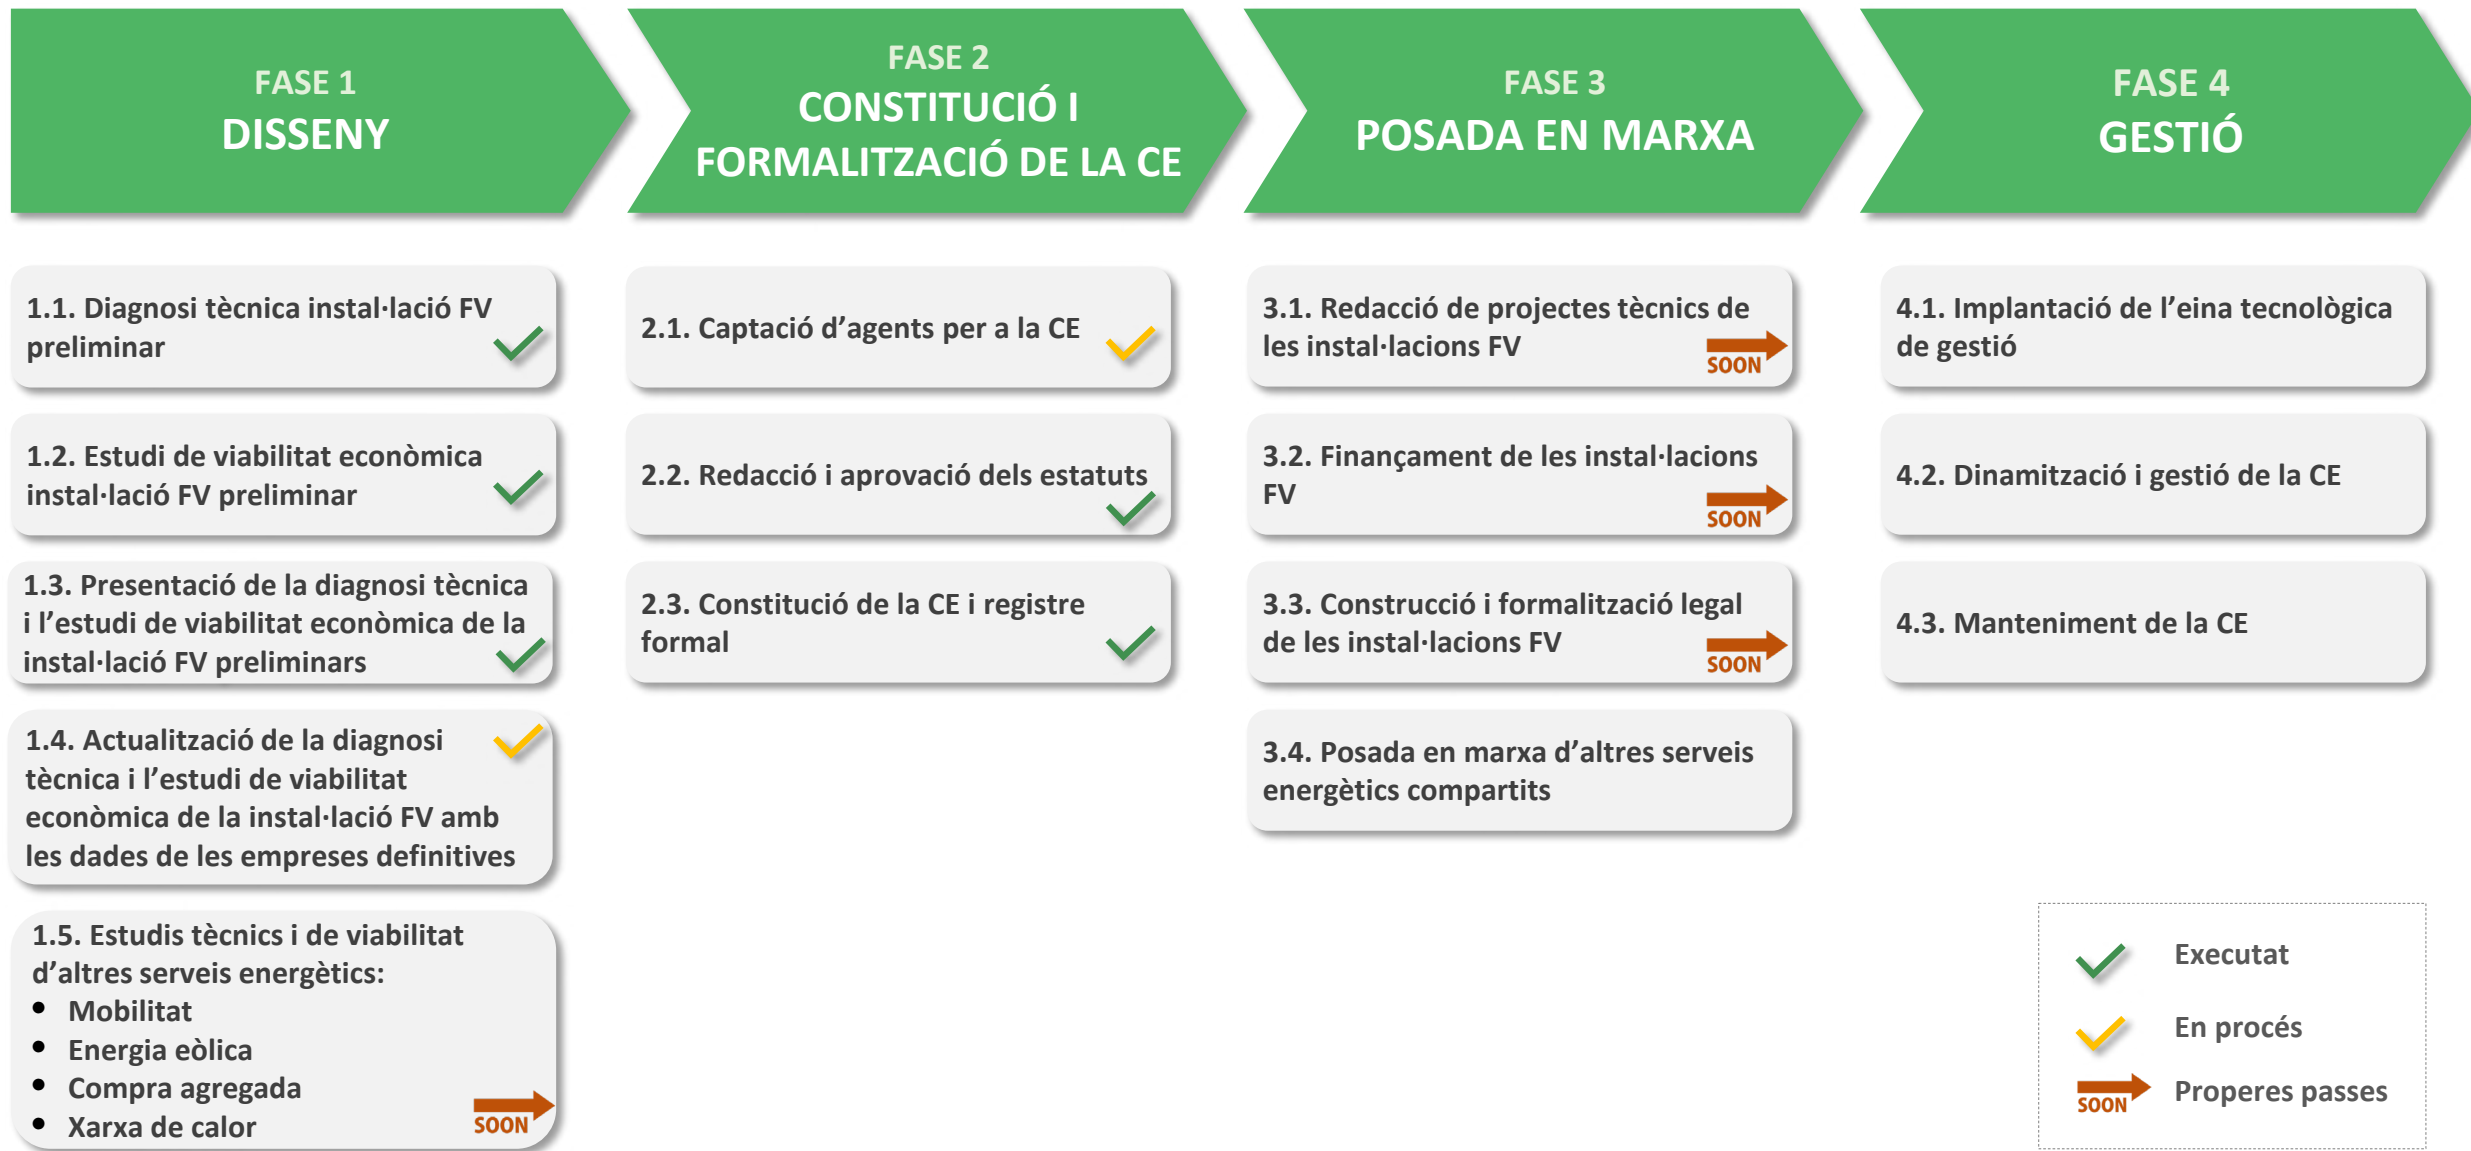 FASE 1
DISSENY
FASE 2
CONSTITUCIÓ I
FORMALITZACIÓ DE LA CE
FASE 3
POSADA EN MARXA
FASE 4
GESTIÓ
1.1. Diagnosi tècnica instal·lació FV
preliminar
1.2. Estudi de viabilitat econòmica
instal·lació FV preliminar
1.3. Presentació de la diagnosi tècnica
i l’estudi de viabilitat econòmica de la
instal·lació FV preliminars
1.4. Actualització de la diagnosi
tècnica i l’estudi de viabilitat
econòmica de la instal·lació FV amb
les dades de les empreses definitives
1.5. Estudis tècnics i de viabilitat
d’altres serveis energètics:
• Mobilitat
• Energia eòlica
• Compra agregada
• Xarxa de calor
SOON
2.1. Captació d’agents per a la CE
2.2. Redacció i aprovació dels estatuts
2.3. Constitució de la CE i registre
formal
3.1. Redacció de projectes tècnics de
les instal·lacions FV
SOON
3.2. Finançament de les instal·lacions
FV
SOON
3.3. Construcció i formalització legal
de les instal·lacions FV
SOON
3.4. Posada en marxa d’altres serveis
energètics compartits
4.1. Implantació de l’eina tecnològica
de gestió
4.2. Dinamització i gestió de la CE
4.3. Manteniment de la CE
Executat
En procés
SOON Properes passes